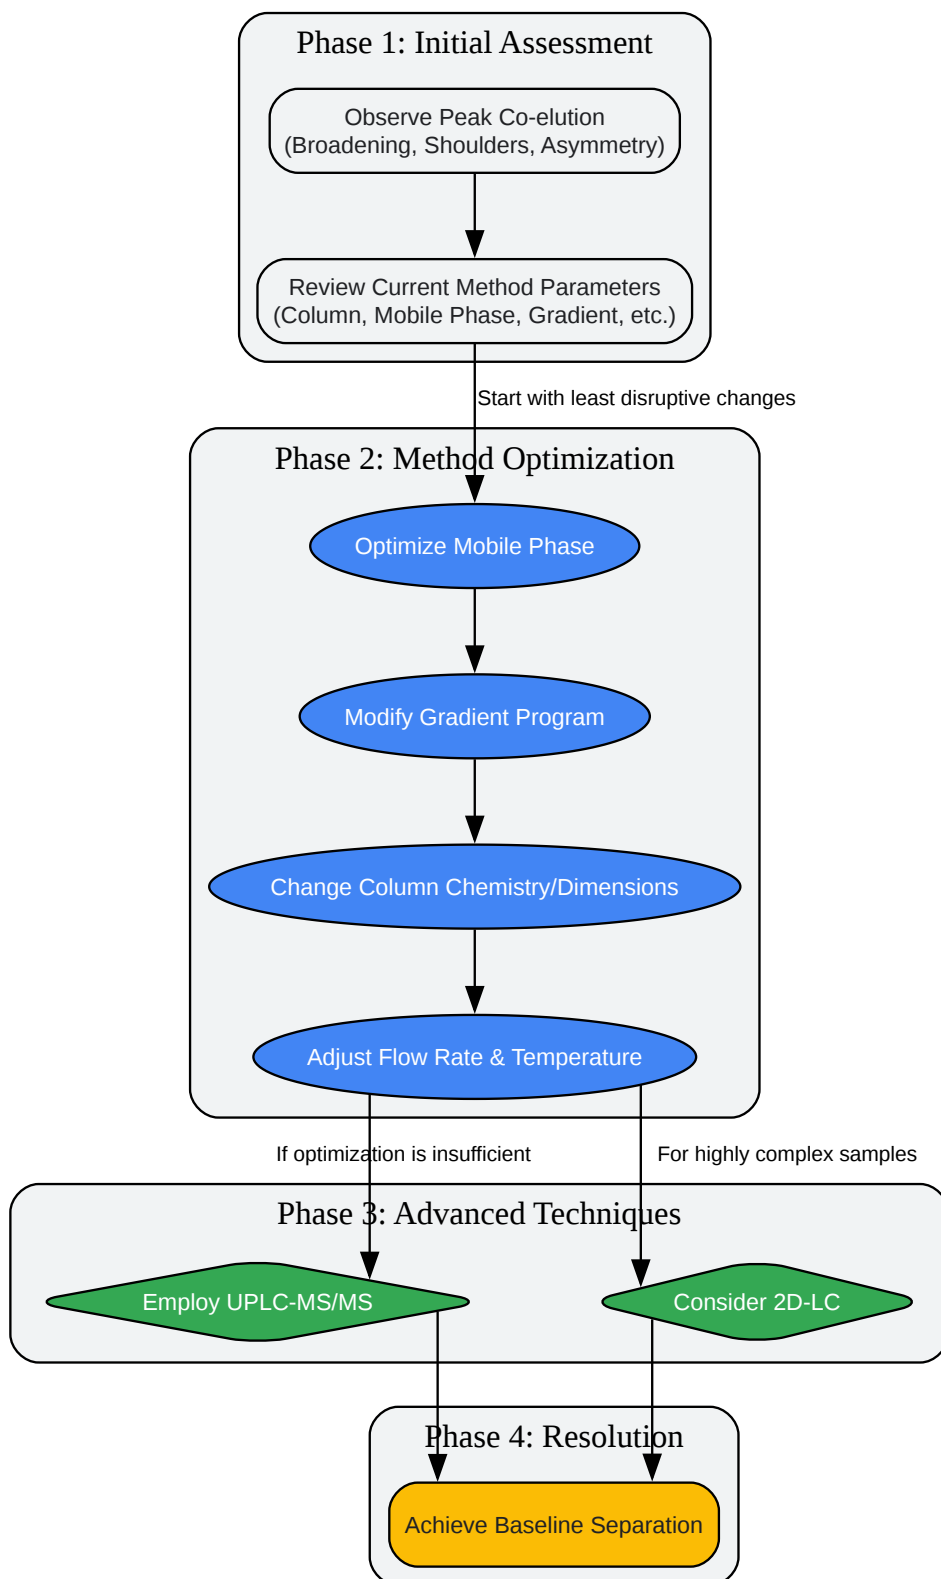 Phase 1: Initial Assessment
Observe Peak Co-elution
(Broadening, Shoulders, Asymmetry)
Review Current Method Parameters
(Column, Mobile Phase, Gradient, etc.)
Start with least disruptive changes
Phase 2: Method Optimization
Optimize Mobile Phase
Modify Gradient Program
Change Column Chemistry/Dimensions
Adjust Flow Rate & Temperature
If optimization is insufficient
For highly complex samples
Phase 3: Advanced Techniques
Employ UPLC-MS/MS
Consider 2D-LC
Phase 4: Resolution
Achieve Baseline Separation